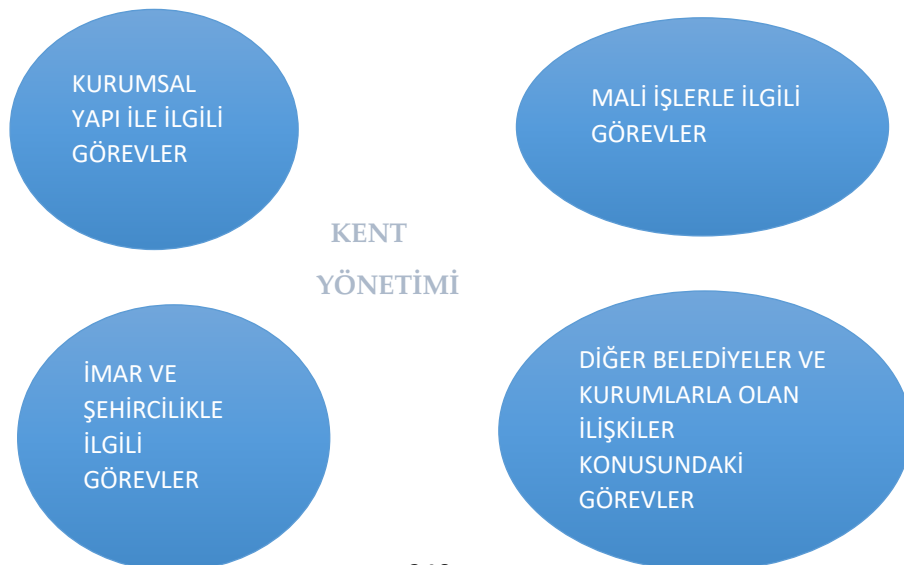 KURUMSAL
YAPI İLE İLGİLİ
GÖREVLER
MALİ İŞLERLE İLGİLİ
GÖREVLER
KENT
YÖNETİMİ
İMAR VE
ŞEHİRCİLİKLE
İLGİLİ
GÖREVLER
DİĞER BELEDİYELER VE
KURUMLARLA OLAN
İLİŞKİLER
KONUSUNDAKİ
GÖREVLER